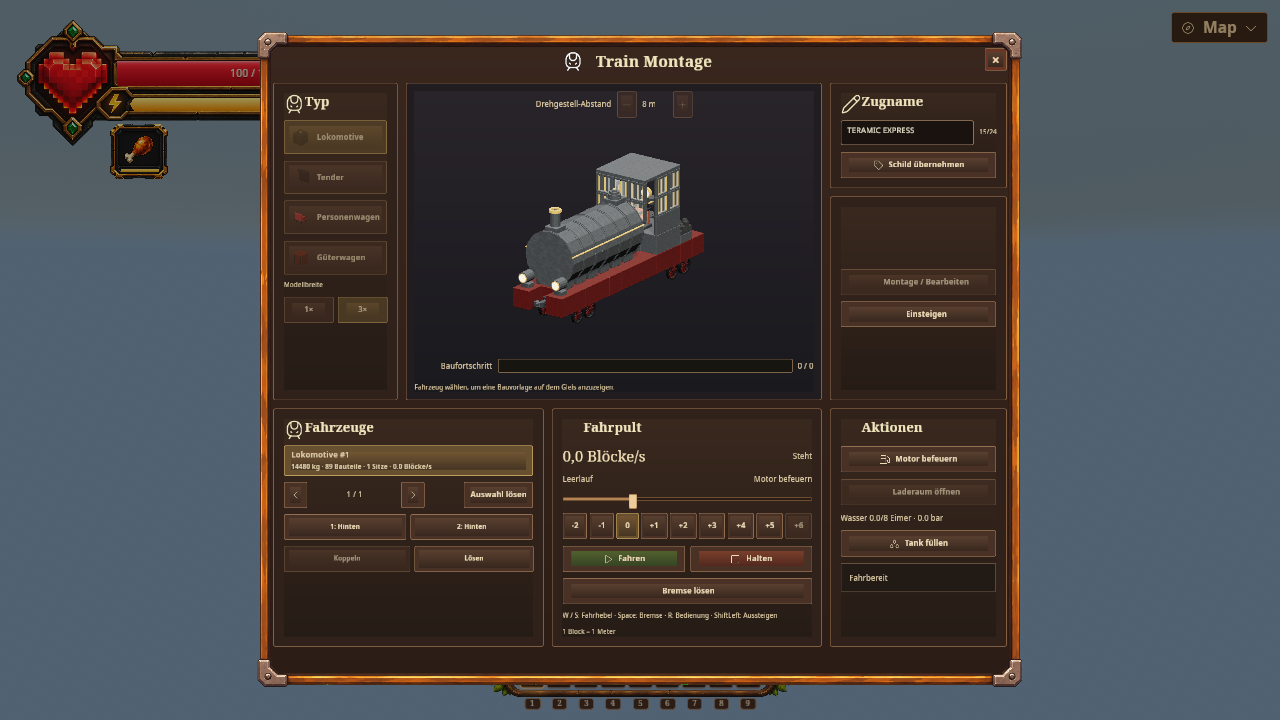 100 /
Map
Train Montage
×
Typ
Lokomotive
Tender
Personenwagen
Güterwagen
Modellbreite
1×
3×
Drehgestell-Abstand
−
8 m
+
Baufortschritt
0 / 0
Fahrzeug wählen, um eine Bauvorlage auf dem Gleis anzuzeigen.
Zugname
TERAMIC EXPRESS
15/24
Schild übernehmen
Montage / Bearbeiten
Einsteigen
Fahrzeuge
Lokomotive #1
14480 kg · 89 Bauteile · 1 Sitze · 0.0 Blöcke/s
<
1 / 1
>
Auswahl lösen
1: Hinten
2: Hinten
Koppeln
Lösen
Fahrpult
0,0 Blöcke/s
Steht
Leerlauf
Motor befeuern
-2
-1
0
+1
+2
+3
+4
+5
+6
Fahren
Halten
Bremse lösen
W / S: Fahrhebel · Space: Bremse · R: Bedienung · ShiftLeft: Aussteigen
1 Block = 1 Meter
Aktionen
Motor befeuern
Laderaum öffnen
Wasser 0.0/8 Eimer · 0.0 bar
Tank füllen
Fahrbereit
1
2
3
4
5
6
7
8
9